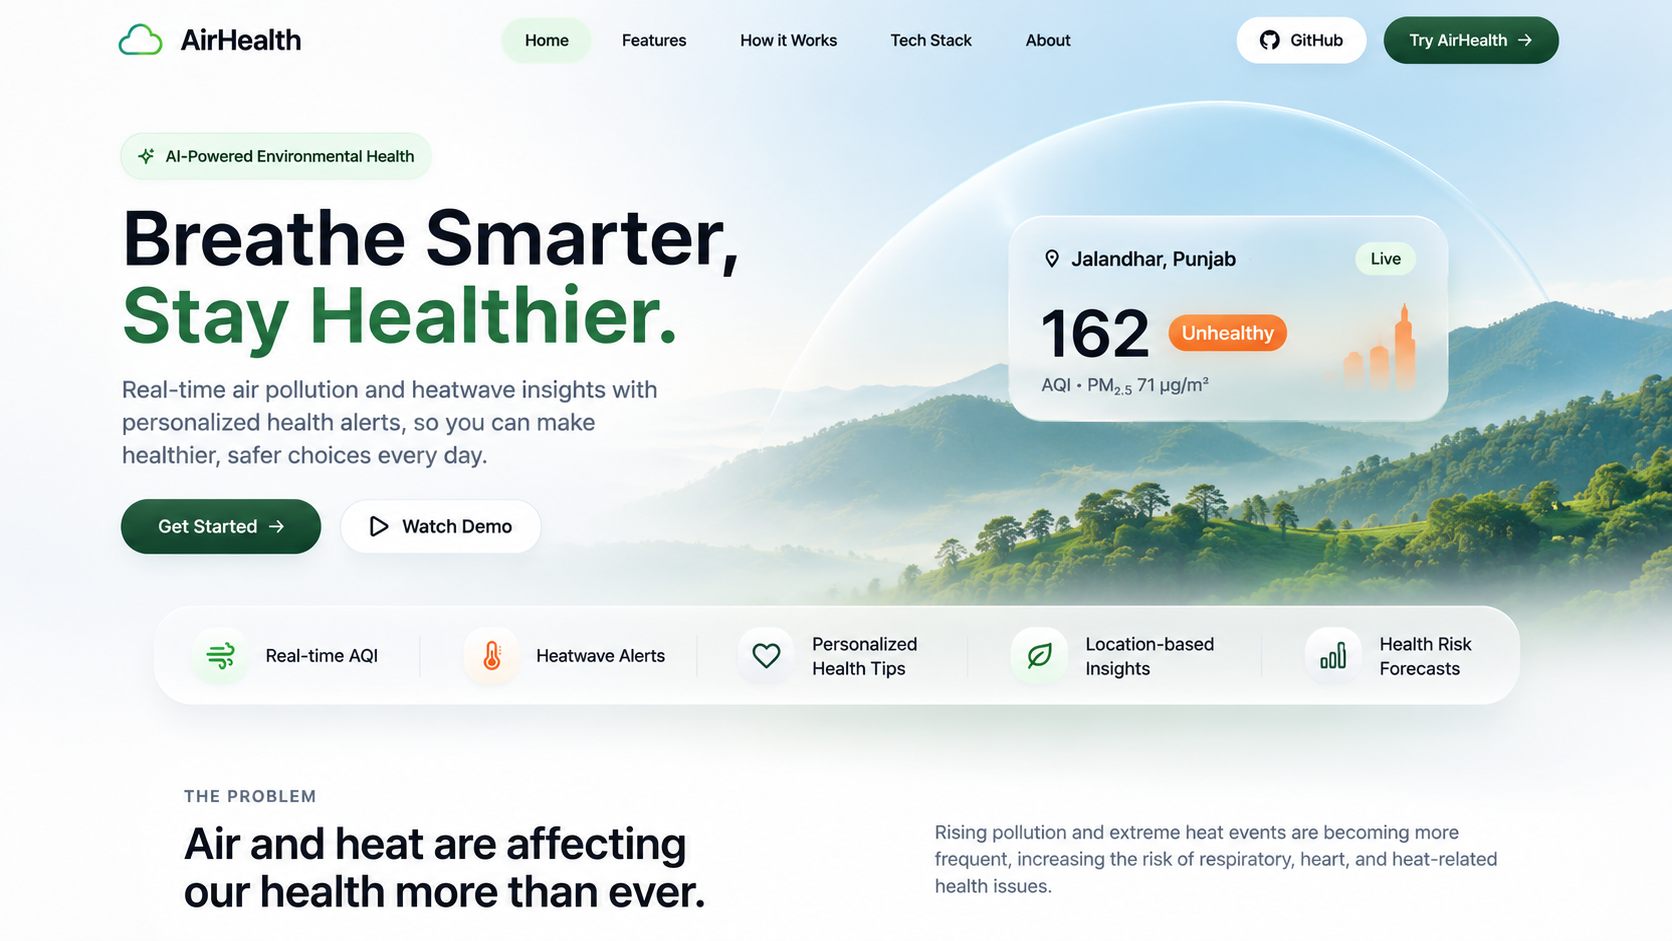 AirHealth
Home
Features
How it Works
Tech Stack
About
GitHub
Try AirHealth →
AI-Powered Environmental Health
Breathe Smarter,
Stay Healthier.
Real-time air pollution and heatwave insights with
personalized health alerts, so you can make
healthier, safer choices every day.
Get Started →
Watch Demo
Jalandhar, Punjab
Live
162
Unhealthy
AQI • PM₂.₅ 71 µg/m³
Real-time AQI
Heatwave Alerts
Personalized
Health Tips
Location-based
Insights
Health Risk
Forecasts
THE PROBLEM
Air and heat are affecting
our health more than ever.
Rising pollution and extreme heat events are becoming more
frequent, increasing the risk of respiratory, heart, and heat-related
health issues.